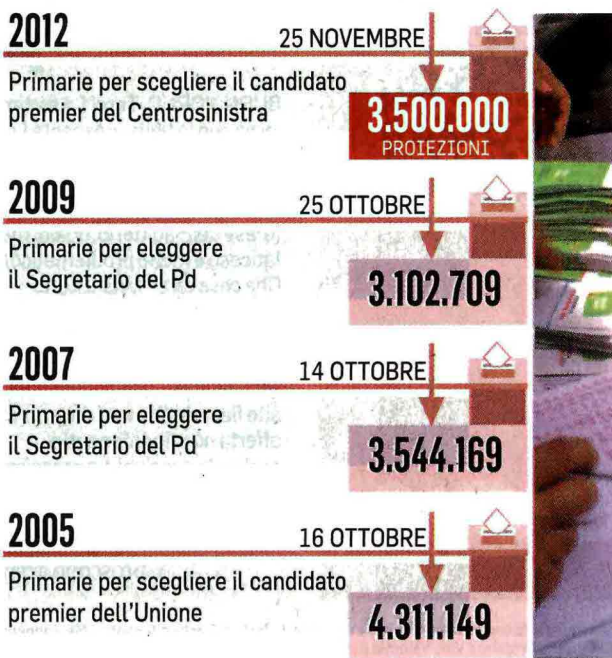 2012
25 NOVEMBRE
Primarie per scegliere il candidato
premier del Centrosinistra
3.500.000
PROIEZIONI
2009
25 OTTOBRE
Primarie per eleggere
il Segretario del Pd
3.102.709
2007
14 OTTOBRE
Primarie per eleggere
il Segretario del Pd
3.544.169
2005
16 OTTOBRE
Primarie per scegliere il candidato
premier dell'Unione
4.311.149